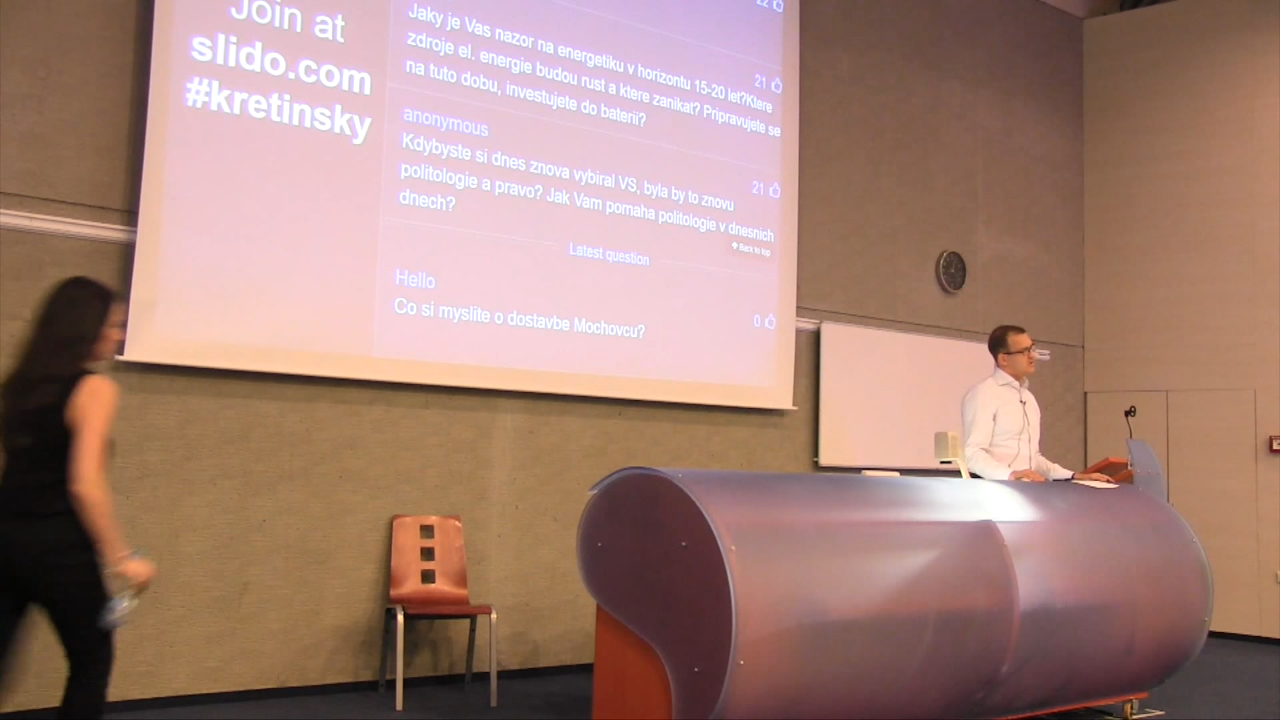 Join at
slido.com
#kretinsky
22
Jaky je Vas nazor na energetiku v horizontu 15-20 let?Ktere
zdroje el. energie budou rust a ktere zanikat? Pripravujete se
na tuto dobu, investujete do baterii?
21
anonymous
Kdybyste si dnes znova vybiral VS, byla by to znovu
politologie a pravo? Jak Vam pomaha politologie v dnesnich
dnech?
21
Back to top
Latest question
Hello
Co si myslite o dostavbe Mochovcu?
0